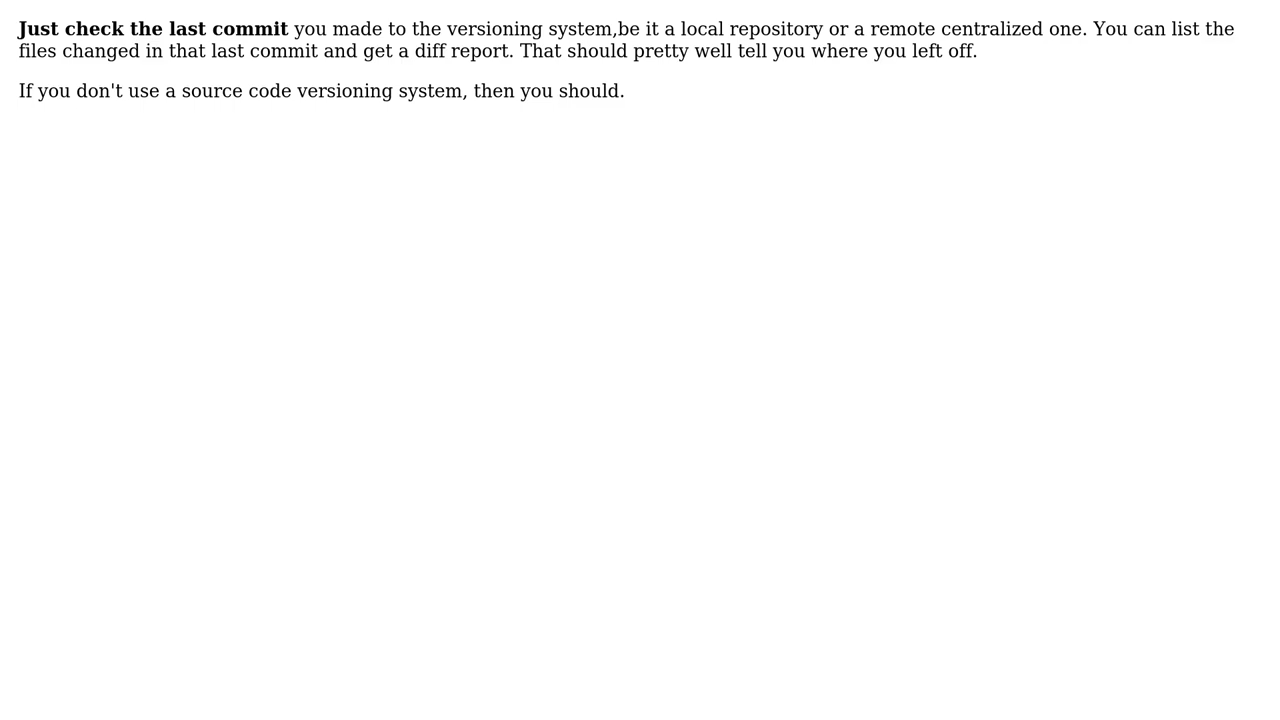 Just check the last commit you made to the versioning system,be it a local repository or a remote centralized one. You can list the
files changed in that last commit and get a diff report. That should pretty well tell you where you left off.
If you don't use a source code versioning system, then you should.